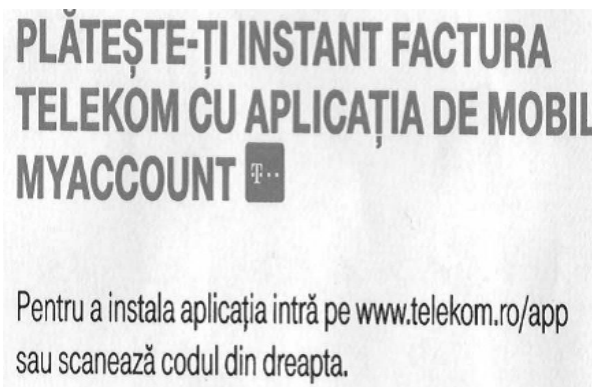 PLĂTEȘTE-ȚI INSTANT FACTURA
TELEKOM CU APLICAȚIA DE MOBIL
MYACCOUNT T··
Pentru a instala aplicația intră pe www.telekom.ro/app
sau scanează codul din dreapta.